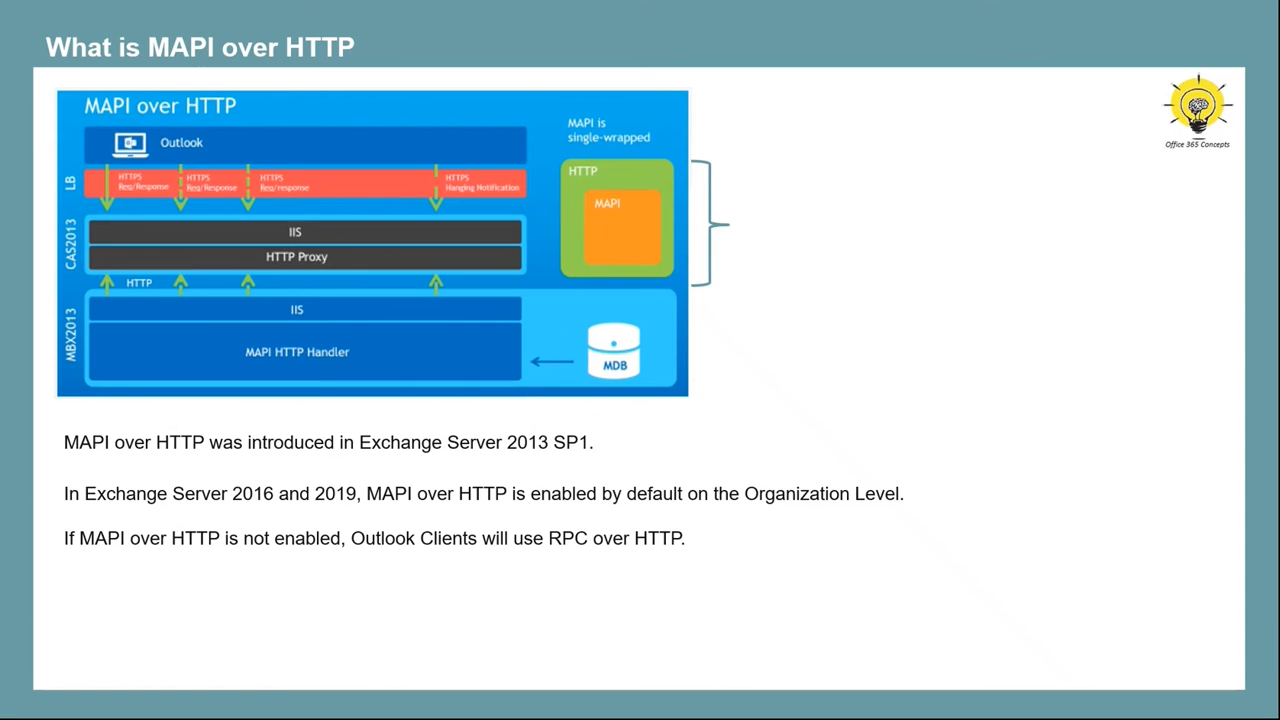 What is MAPI over HTTP
MAPI over HTTP
MAPI is
single-wrapped
Outlook
HTTP
MAPI
LB
HTTPS
Req/Response
HTTPS
Req/Response
HTTPS
Req/response
HTTPS
Hanging Notification
CAS2013
IIS
HTTP Proxy
HTTP
MBX2013
IIS
MAPI HTTP Handler
MDB
Office 365 Concepts
MAPI over HTTP was introduced in Exchange Server 2013 SP1.
In Exchange Server 2016 and 2019, MAPI over HTTP is enabled by default on the Organization Level.
If MAPI over HTTP is not enabled, Outlook Clients will use RPC over HTTP.